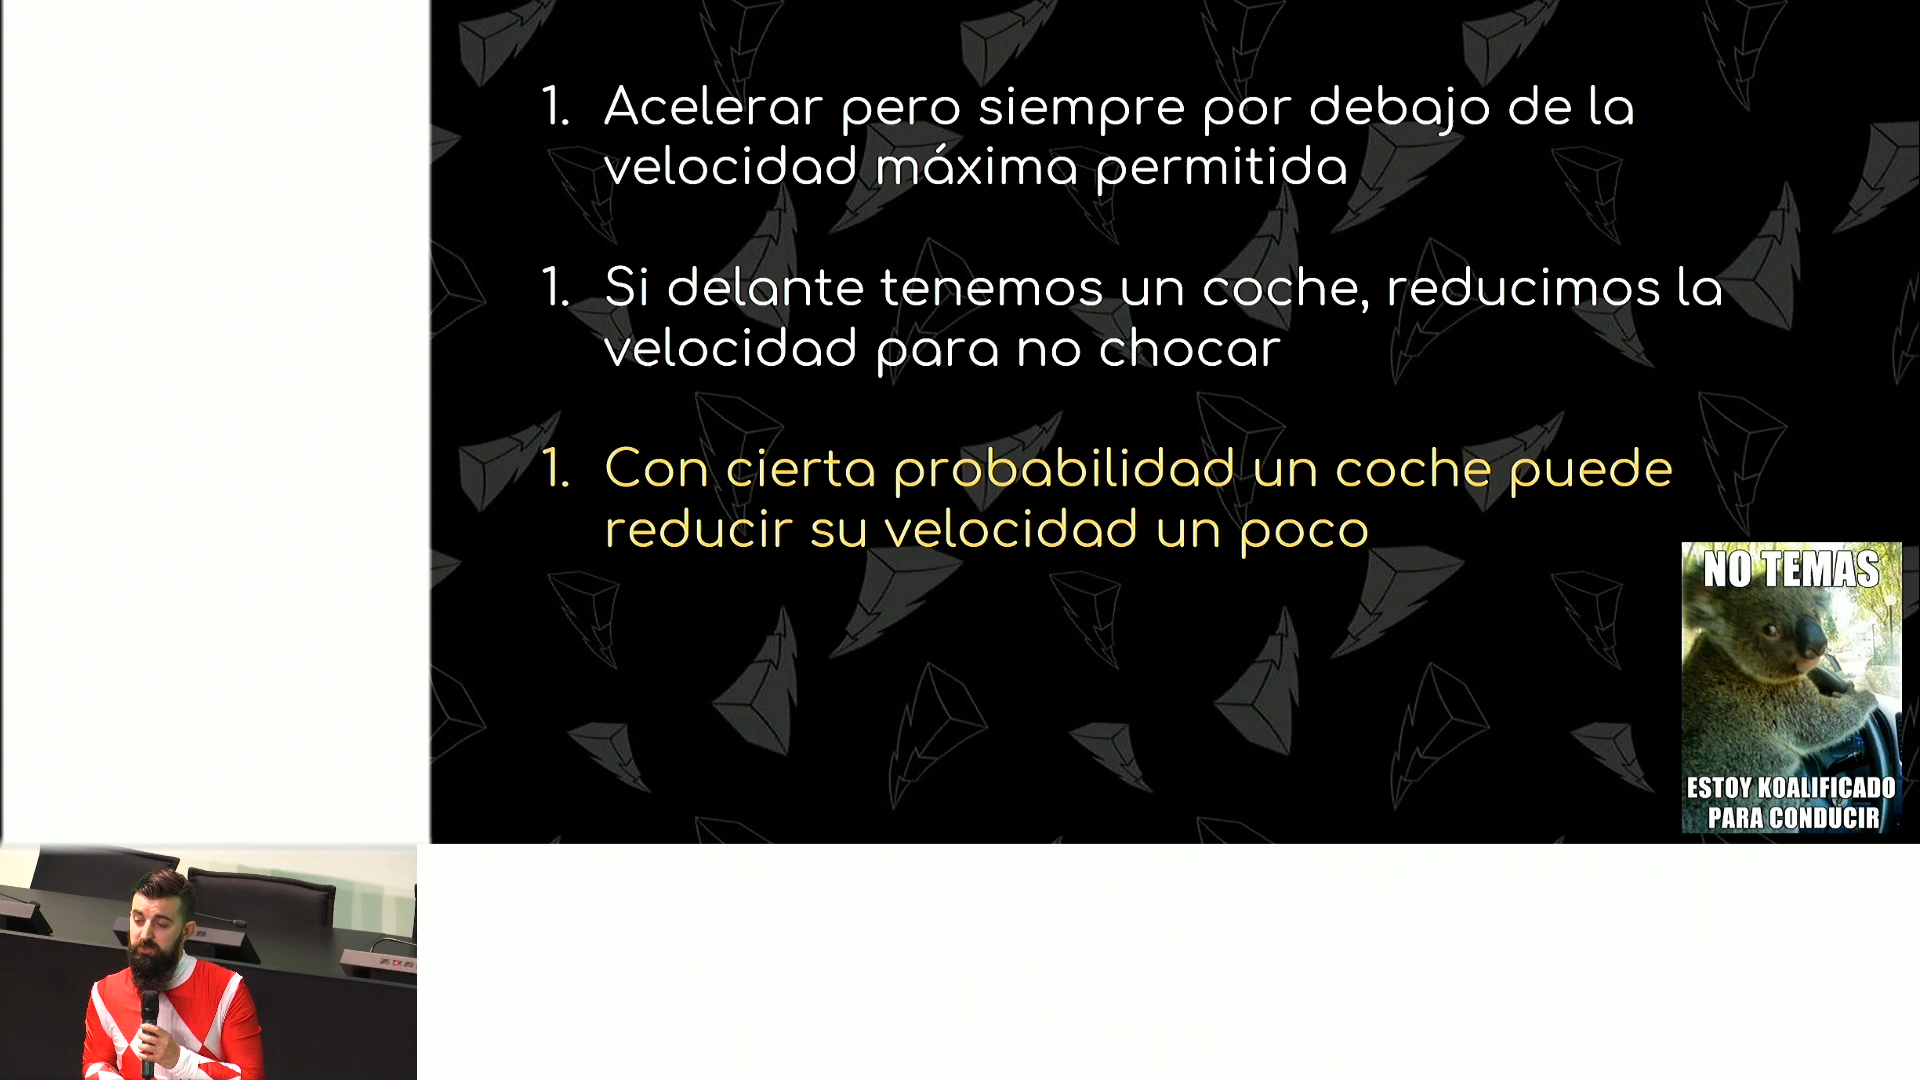 1. Acelerar pero siempre por debajo de la
velocidad máxima permitida
1. Si delante tenemos un coche, reducimos la
velocidad para no chocar
1. Con cierta probabilidad un coche puede
reducir su velocidad un poco
NO TEMAS
ESTOY KOALIFICADO
PARA CONDUCIR